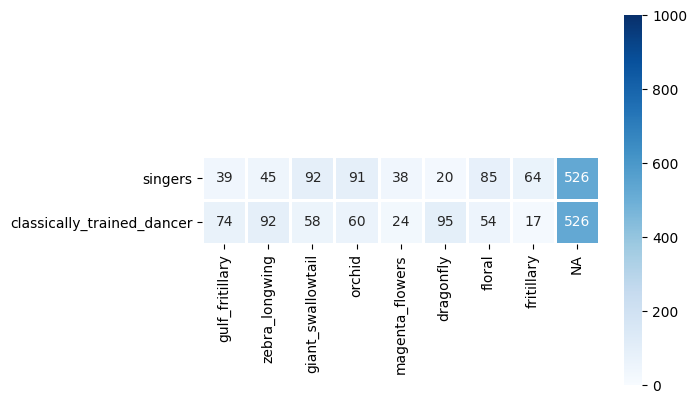 1000
800
600
400
200
0
singers 39 45 92 91 38 20 85 64 526
classically_trained_dancer 74 92 58 60 24 95 54 17 526
gulf_fritillary
zebra_longwing
giant_swallowtail
orchid
magenta_flowers
dragonfly
floral
fritillary
NA